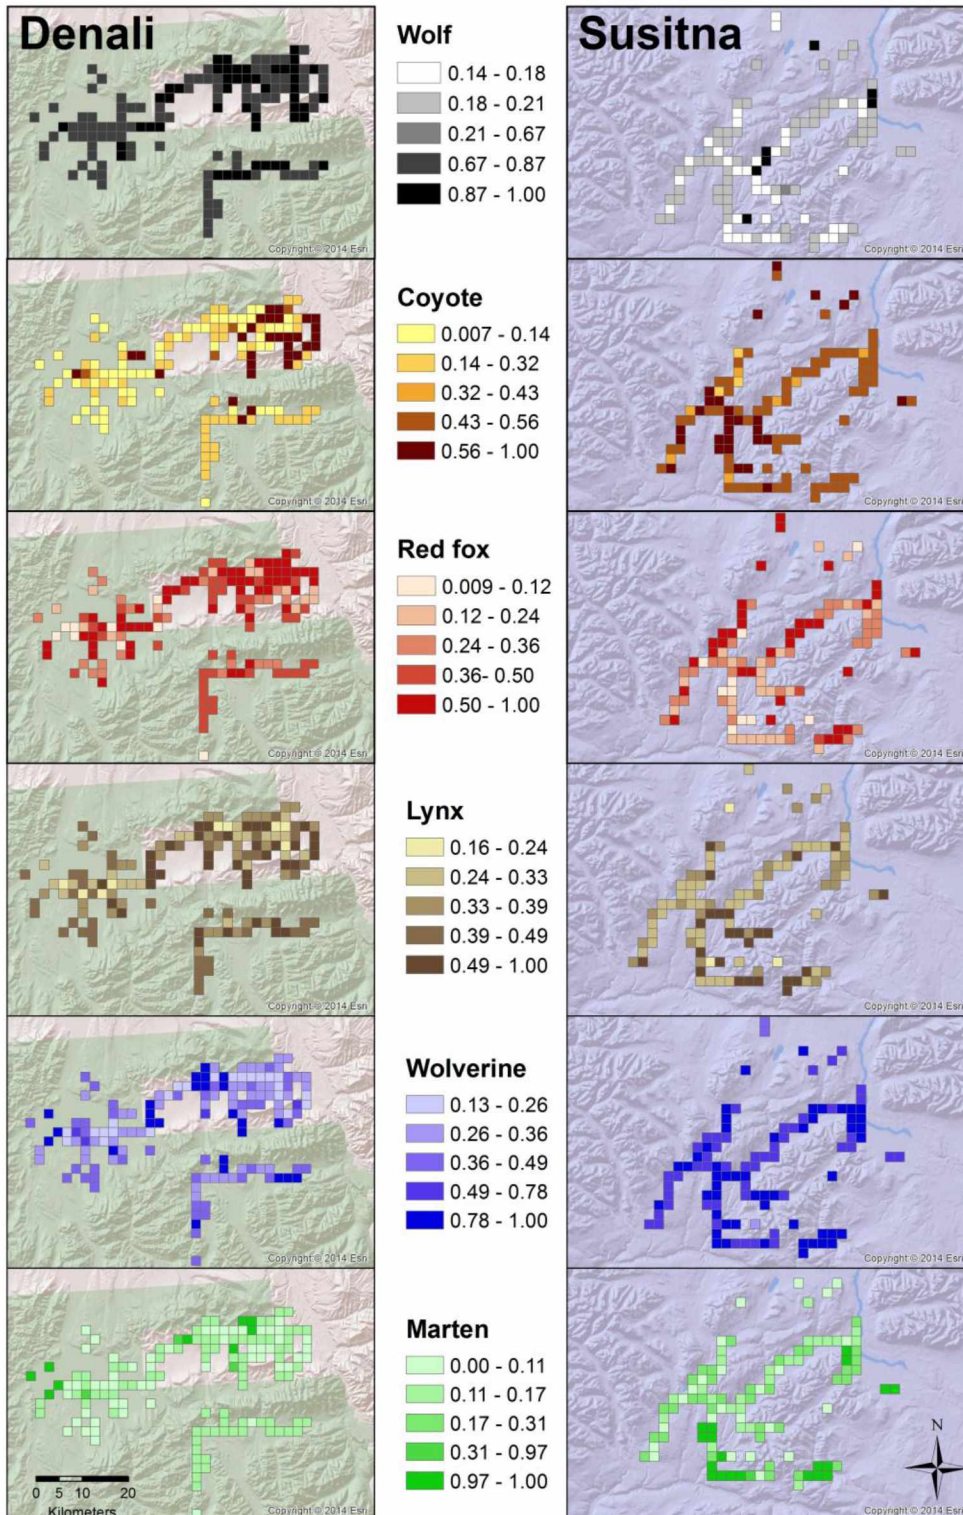 Denali
Wolf
0.14 - 0.18
0.18 - 0.21
0.21 - 0.67
0.67 - 0.87
0.87 - 1.00
Susitna
Copyright © 2014 Esri
Copyright © 2014 Esri
Coyote
0.007 - 0.14
0.14 - 0.32
0.32 - 0.43
0.43 - 0.56
0.56 - 1.00
Copyright © 2014 Esri
Copyright © 2014 Esri
Red fox
0.009 - 0.12
0.12 - 0.24
0.24 - 0.36
0.36- 0.50
0.50 - 1.00
Copyright © 2014 Esri
Copyright © 2014 Esri
Lynx
0.16 - 0.24
0.24 - 0.33
0.33 - 0.39
0.39 - 0.49
0.49 - 1.00
Copyright © 2014 Esri
Copyright © 2014 Esri
Wolverine
0.13 - 0.26
0.26 - 0.36
0.36 - 0.49
0.49 - 0.78
0.78 - 1.00
Copyright © 2014 Esri
Copyright © 2014 Esri
Marten
0.00 - 0.11
0.11 - 0.17
0.17 - 0.31
0.31 - 0.97
0.97 - 1.00
0 5 10 20
Kilometers
Copyright © 2014 Esri
N
Copyright © 2014 Esri